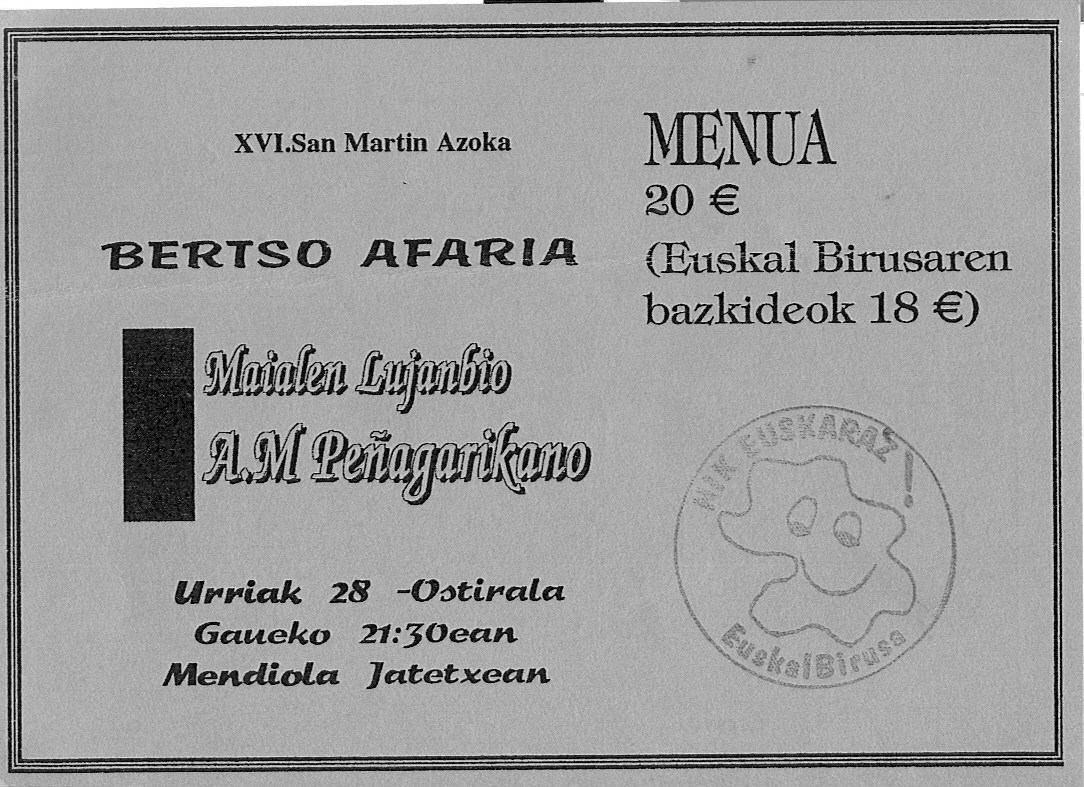 XVI.San Martin Azoka
BERTSO AFARIA
Maialen Lujanbio
A.M Peñagarikano
Urriak 28 -Ostirala
Gaueko 21:30ean
Mendiola Jatetxean
MENUA
20 €
(Euskal Birusaren
bazkideok 18 €)
NIK EUSKARAZ!
EuskalBirusa